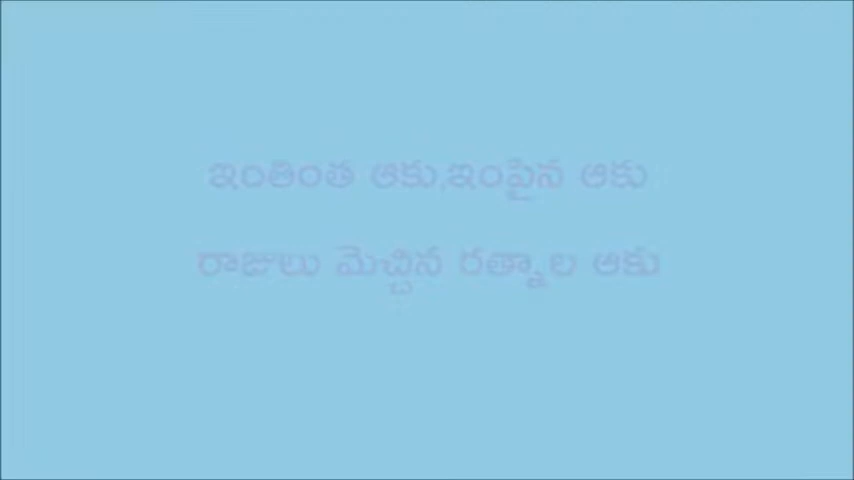 ఇంతింత ఆకు,ఇంపైన ఆకు
రాజులు మెచ్చిన రత్నాల ఆకు